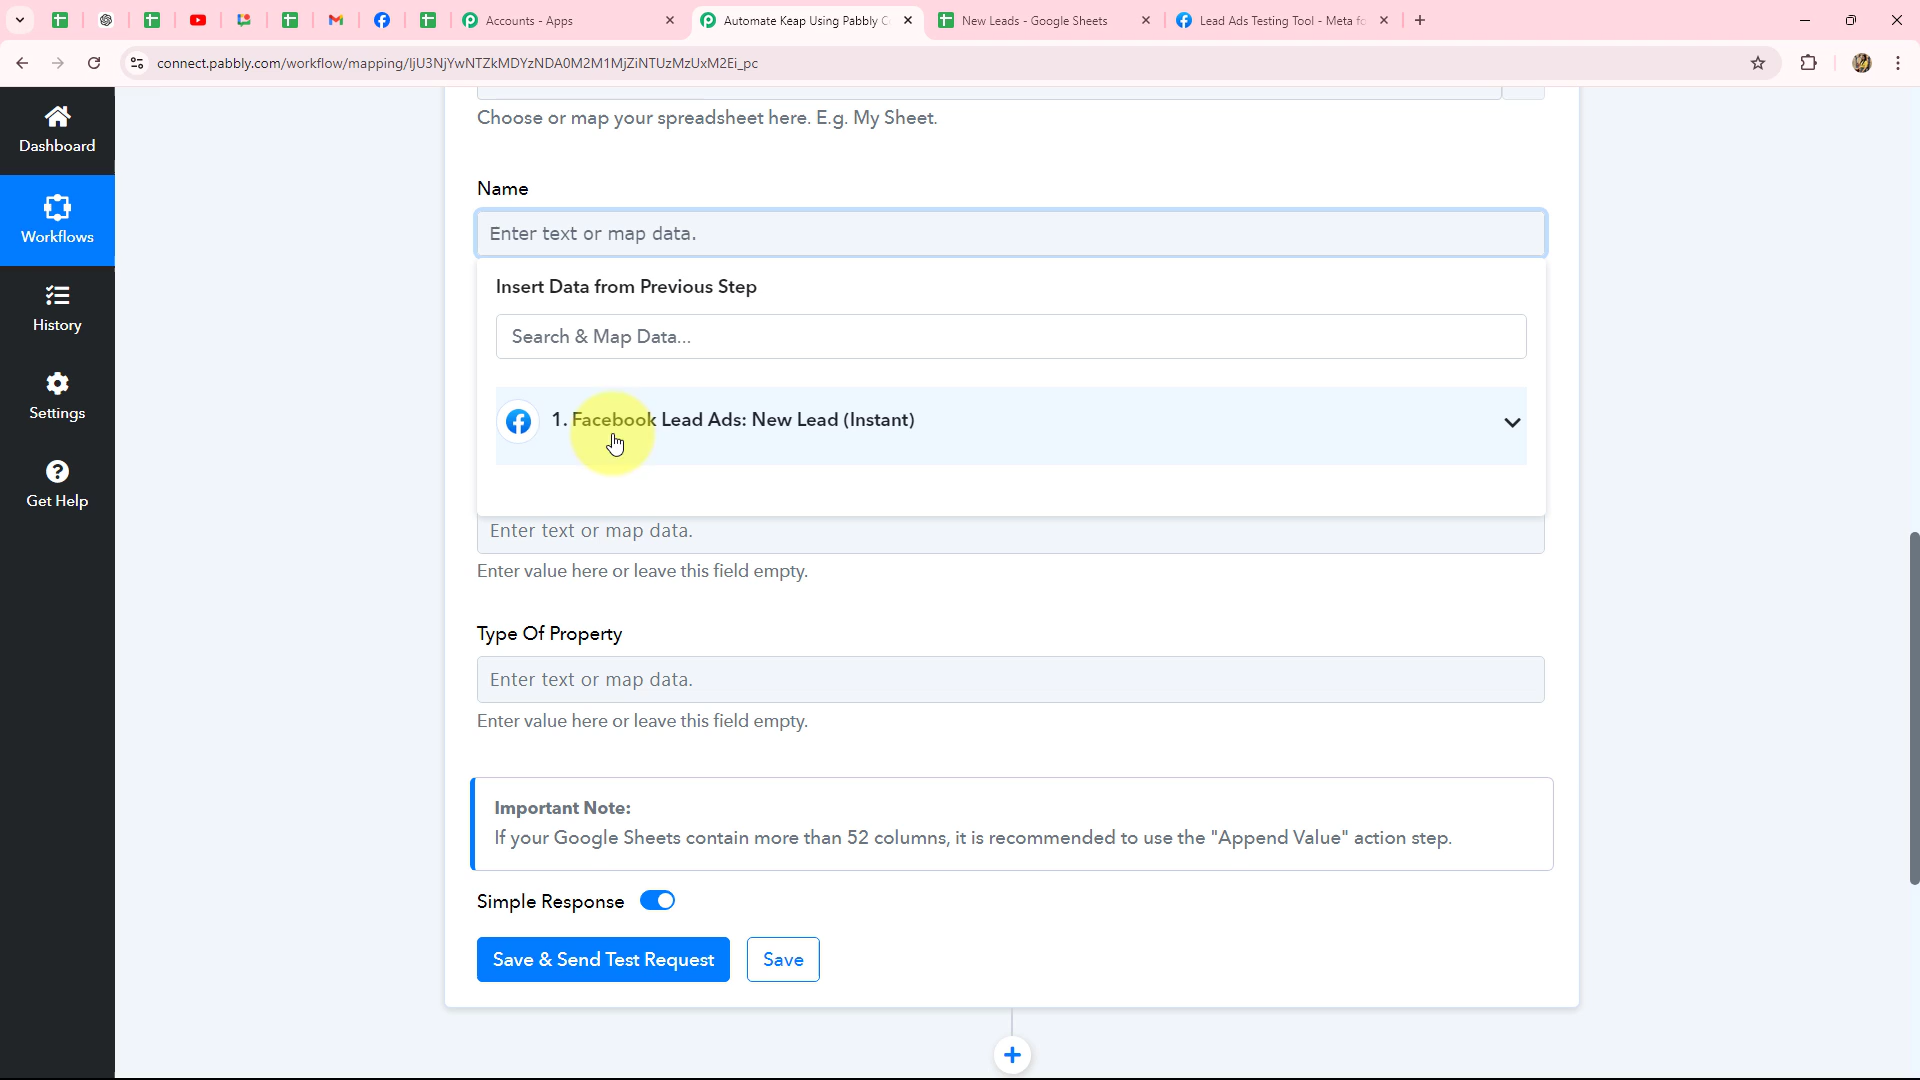 Accounts - Apps
Automate Keap Using Pabbly C
New Leads - Google Sheets
Lead Ads Testing Tool - Meta fo
connect.pabbly.com/workflow/mapping/IjU3NjYwNTZkMDYzNDA0M2M1MjZiNTUzMzUxM2Ei_pc
Dashboard
Workflows
History
Settings
Get Help
Choose or map your spreadsheet here. E.g. My Sheet.
Name
Enter text or map data.
Insert Data from Previous Step
Search & Map Data...
1. Facebook Lead Ads: New Lead (Instant)
Enter text or map data.
Enter value here or leave this field empty.
Type Of Property
Enter text or map data.
Enter value here or leave this field empty.
Important Note:
If your Google Sheets contain more than 52 columns, it is recommended to use the "Append Value" action step.
Simple Response
Save & Send Test Request
Save